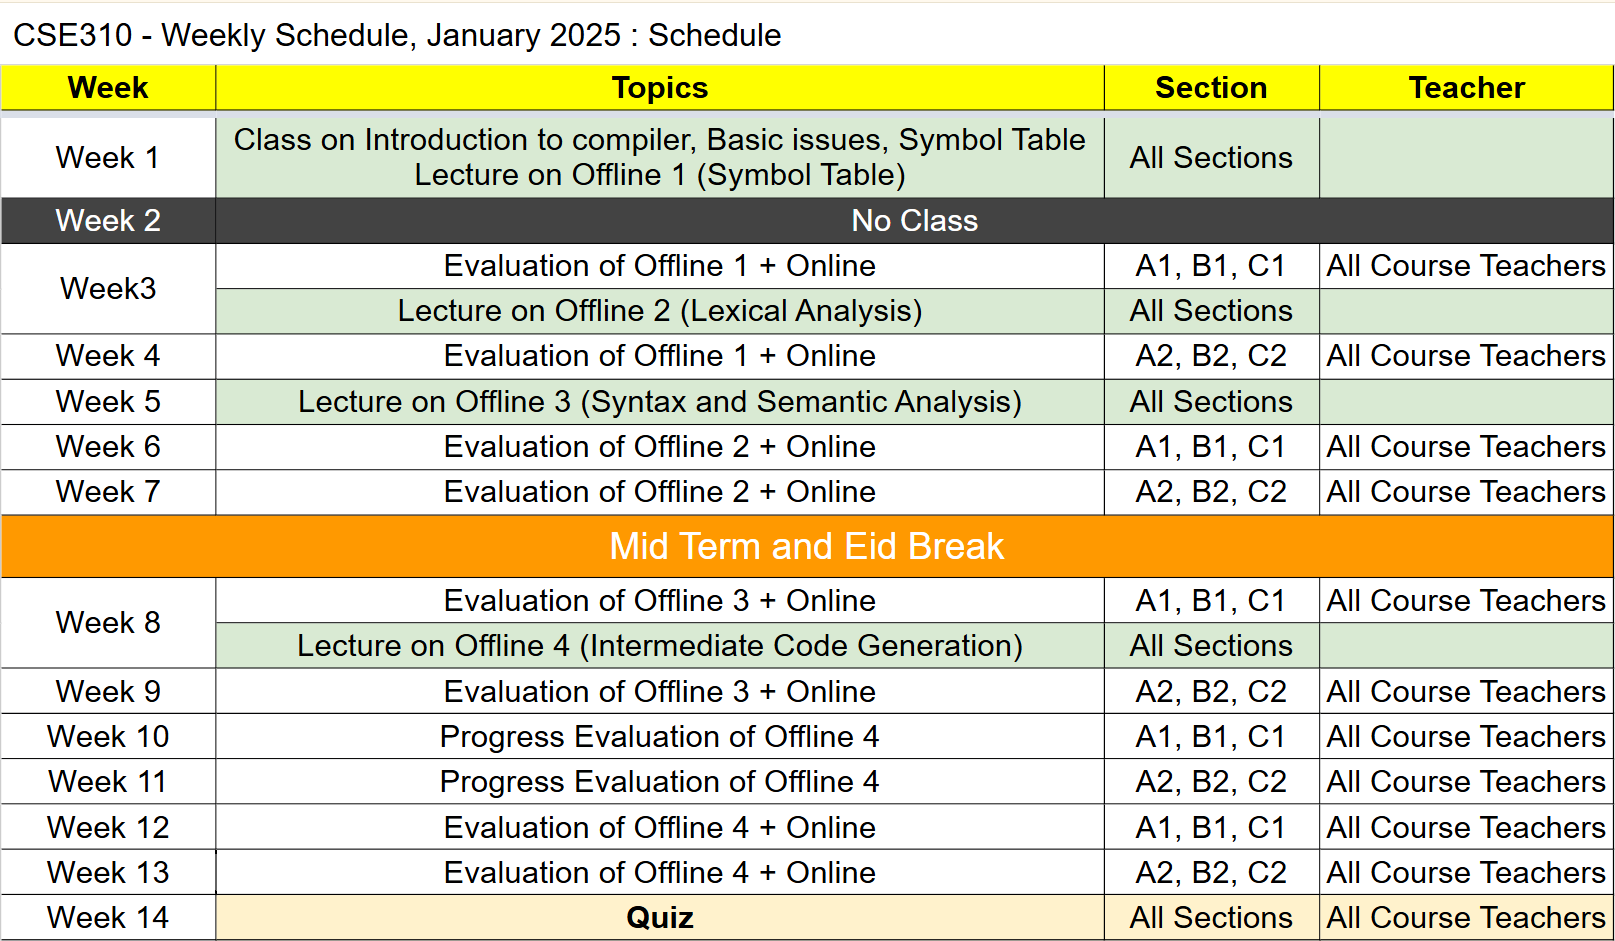 CSE310 - Weekly Schedule, January 2025 : Schedule
Week Topics Section Teacher
Week 1 Class on Introduction to compiler, Basic issues, Symbol Table
Lecture on Offline 1 (Symbol Table) All Sections
Week 2 No Class
Week3 Evaluation of Offline 1 + Online A1, B1, C1 All Course Teachers
Lecture on Offline 2 (Lexical Analysis) All Sections
Week 4 Evaluation of Offline 1 + Online A2, B2, C2 All Course Teachers
Week 5 Lecture on Offline 3 (Syntax and Semantic Analysis) All Sections
Week 6 Evaluation of Offline 2 + Online A1, B1, C1 All Course Teachers
Week 7 Evaluation of Offline 2 + Online A2, B2, C2 All Course Teachers
Mid Term and Eid Break
Week 8 Evaluation of Offline 3 + Online A1, B1, C1 All Course Teachers
Lecture on Offline 4 (Intermediate Code Generation) All Sections
Week 9 Evaluation of Offline 3 + Online A2, B2, C2 All Course Teachers
Week 10 Progress Evaluation of Offline 4 A1, B1, C1 All Course Teachers
Week 11 Progress Evaluation of Offline 4 A2, B2, C2 All Course Teachers
Week 12 Evaluation of Offline 4 + Online A1, B1, C1 All Course Teachers
Week 13 Evaluation of Offline 4 + Online A2, B2, C2 All Course Teachers
Week 14 Quiz All Sections All Course Teachers